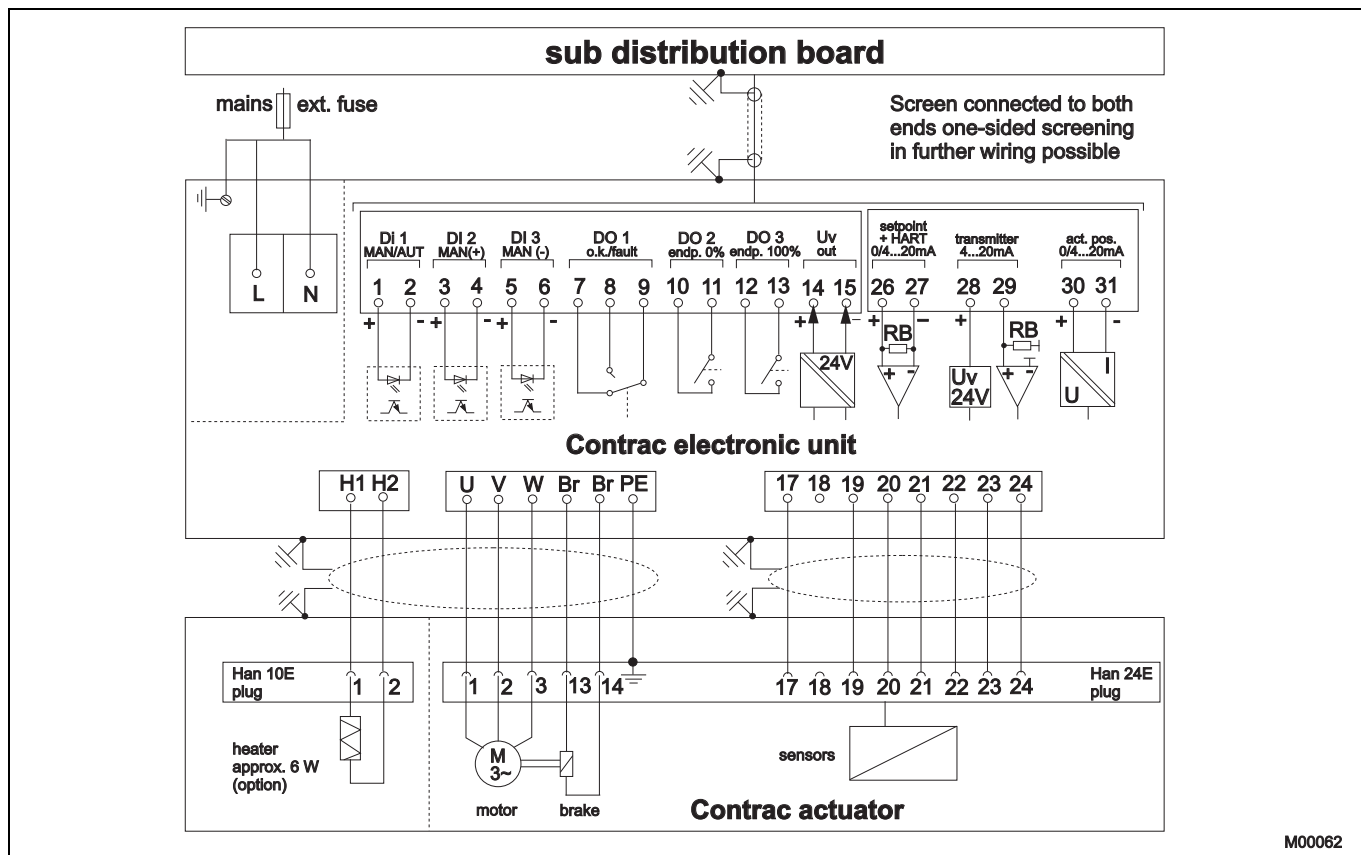 sub distribution board
mains ext. fuse
Screen connected to both
ends one-sided screening
in further wiring possible
L N
Di 1
MAN/AUT
DI 2
MAN(+)
DI 3
MAN (-)
DO 1
o.k./fault
DO 2
endp. 0%
DO 3
endp. 100%
Uv
out
setpoint
+ HART
0/4...20mA
transmitter
4...20mA
act. pos.
0/4...20mA
1 2 3 4 5 6 7 8 9 10 11 12 13 14 15 26 27 28 29 30 31
+ - + - + - + - + - + + -
24V
RB
+ -
Uv
24V
RB
+ -
I
U
Contrac electronic unit
H1 H2
U V W Br Br PE
17 18 19 20 21 22 23 24
Han 10E
plug
1 2
1 2 3 13 14
17 18 19 20 21 22 23 24
Han 24E
plug
heater
approx. 6 W
(option)
M
3~
motor brake
sensors
Contrac actuator
M00062